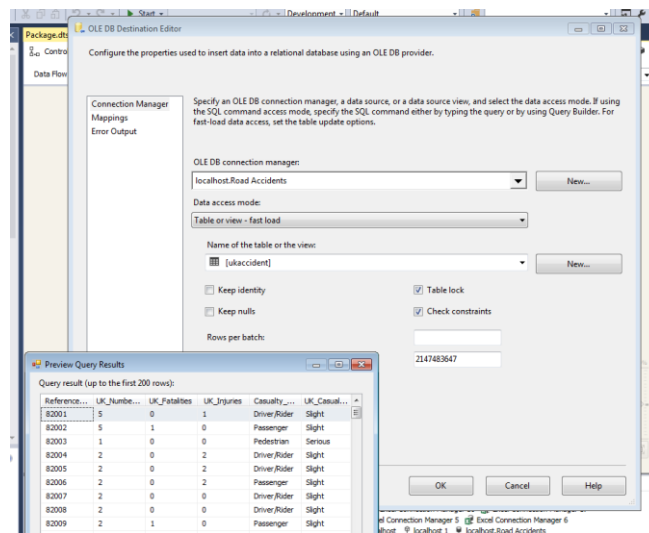 Start
Development
Default
Package.dts
OLE DB Destination Editor
Contro
Configure the properties used to insert data into a relational database using an OLE DB provider.
Data Flow
Connection Manager
Mappings
Error Output
Specify an OLE DB connection manager, a data source, or a data source view, and select the data access mode. If using
the SQL command access mode, specify the SQL command either by typing the query or by using Query Builder. For
fast-load data access, set the table update options.
OLE DB connection manager:
localhost.Road Accidents
New...
Data access mode:
Table or view - fast load
Name of the table or the view:
[ukaccident]
New...
Keep identity
Table lock
Keep nulls
Check constraints
Rows per batch:
2147483647
Preview Query Results
Query result (up to the first 200 rows):
Reference... UK_Numbe... UK_Fatalities UK_Injuries Casualty_... UK_Casual...
82001 5 0 1 Driver/Rider Slight
82002 5 1 0 Passenger Slight
82003 1 0 0 Pedestrian Serious
82004 2 0 2 Driver/Rider Slight
82005 2 0 2 Driver/Rider Slight
82006 2 0 2 Passenger Slight
82007 2 0 0 Driver/Rider Slight
82008 2 0 0 Driver/Rider Slight
82009 2 1 0 Passenger Slight
OK
Cancel
Help
el Connection Manager 5 Excel Connection Manager 6
lhost localhost 1 localhost.Road Accidents